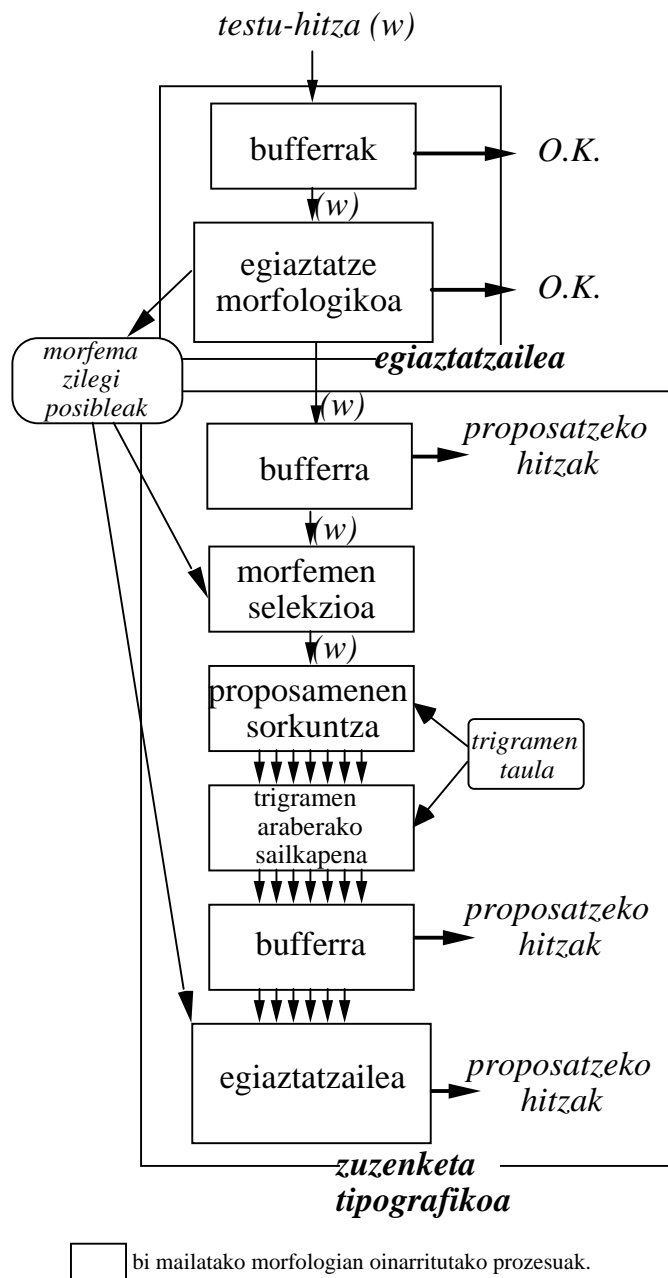 testu-hitza (w)
bufferrak
O.K.
(w)
egiaztatze
morfologikoa
O.K.
egiaztatzailea
morfema
zilegi
posibleak
(w)
bufferra
proposatzeko
hitzak
(w)
morfemen
selekzioa
(w)
proposamenen
sorkuntza
trigramen
taula
trigramen
araberako
sailkapena
bufferra
proposatzeko
hitzak
egiaztatzailea
proposatzeko
hitzak
zuzenketa
tipografikoa
bi mailatako morfologian oinarritutako prozesuak.